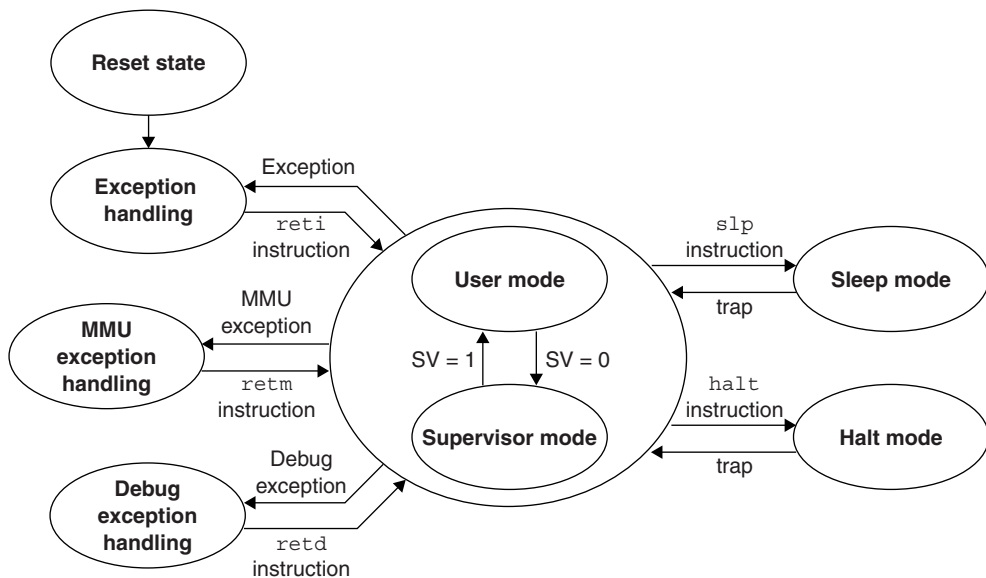 Reset state
Exception
handling
Exception
reti
instruction
MMU
exception
handling
MMU
exception
retm
instruction
Debug
exception
handling
Debug
exception
retd
instruction
User mode
SV = 1
SV = 0
Supervisor mode
slp
instruction
trap
Sleep mode
halt
instruction
trap
Halt mode